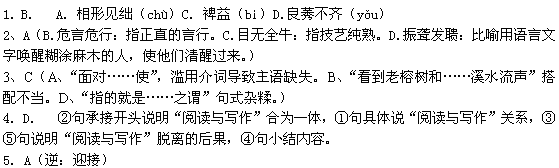 1. B.   A. 相形见绌（chù）C. 裨益（bì）D.良莠不齐（yǒu）
2、A（B.危言危行：指正直的言行。C.目无全牛：指技艺纯熟。D.振聋发聩：比喻用语言文
字唤醒糊涂麻木的人，使他们清醒过来。）
3、C（A、“面对……使”，滥用介词导致主语缺失。B、“看到老榕树和……溪水流声”搭
配不当。D、“指的就是……之谓”句式杂糅。）
4. D.   ②句承接开头说明“阅读与写作”合为一体，①句具体说“阅读与写作”关系，③
⑤句说明“阅读与写作”脱离的后果，④句小结内容。
5. A（逆：迎接）